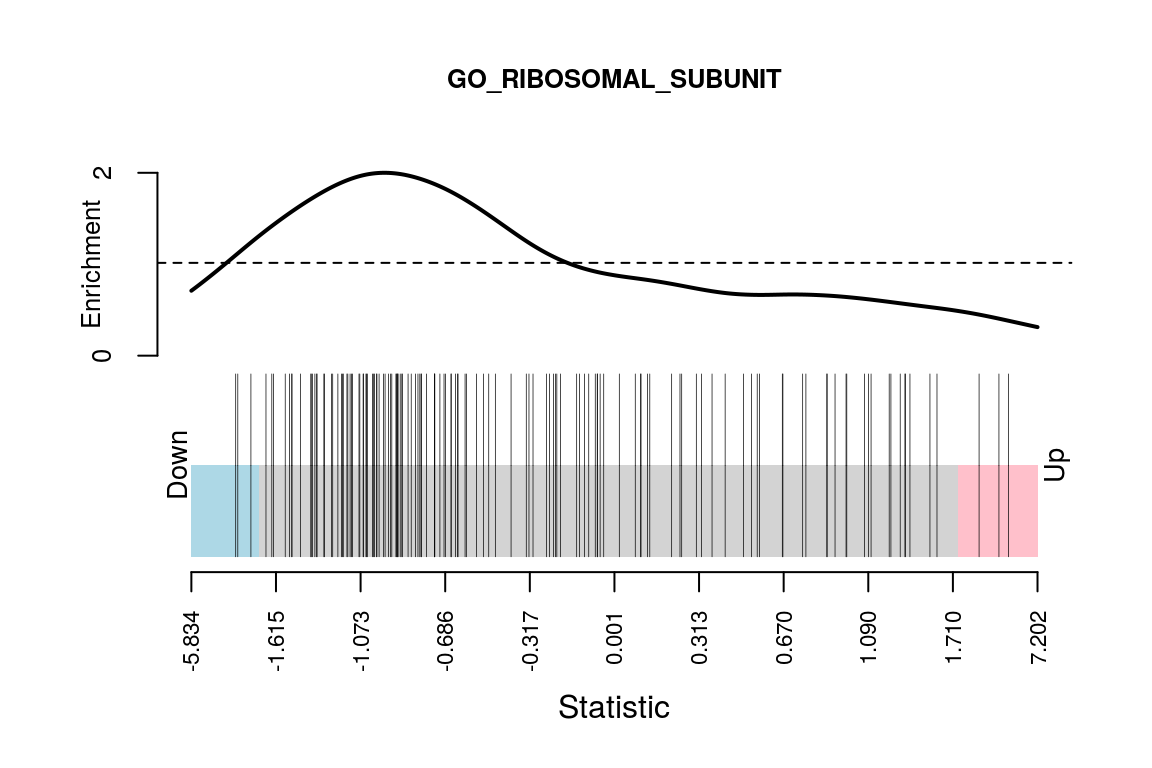 GO_RIBOSOMAL_SUBUNIT
Enrichment
2
0
Down
Up
-5.834
-1.615
-1.073
-0.686
-0.317
0.001
0.313
0.670
1.090
1.710
7.202
Statistic